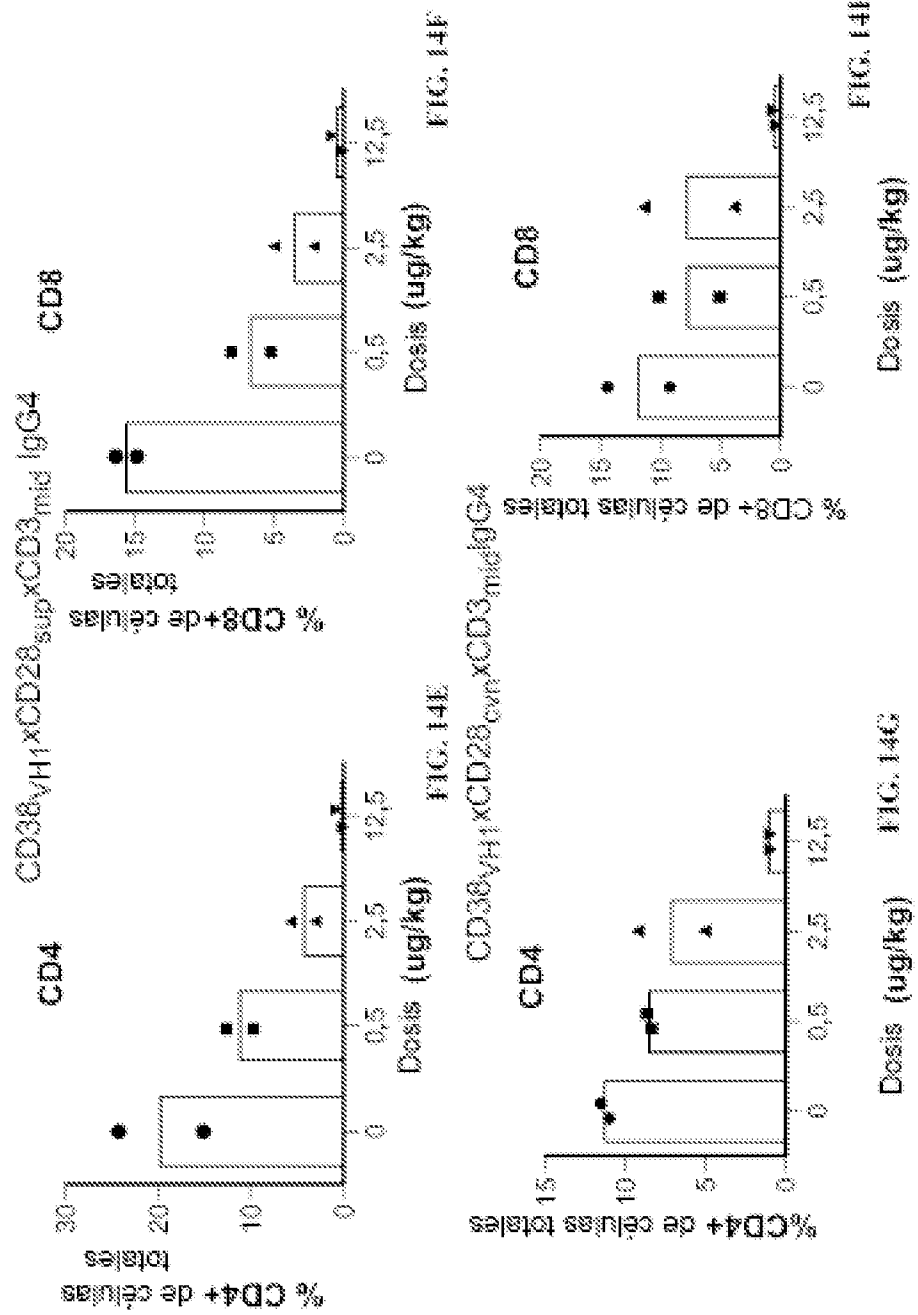 CD38VH1xCD28supxCD3mid IgG4
CD4
% CD4+ de células
totales
30
20
10
0
0
0,5
2,5
12,5
Dosis (ug/kg)
FIG. 14E
CD8
% CD8+de células
totales
20
15
10
5
0
0
0,5
2,5
12,5
Dosis (ug/kg)
FIG. 14F
CD38VH1xCD28cvnxCD3midIgG4
CD4
%CD4+ de células totales
15
10
5
0
0
0,5
2,5
12,5
Dosis (ug/kg)
FIG. 14G
CD8
% CD8+ de células totales
20
15
10
5
0
0
0,5
2,5
12,5
Dosis (ug/kg)
FIG.